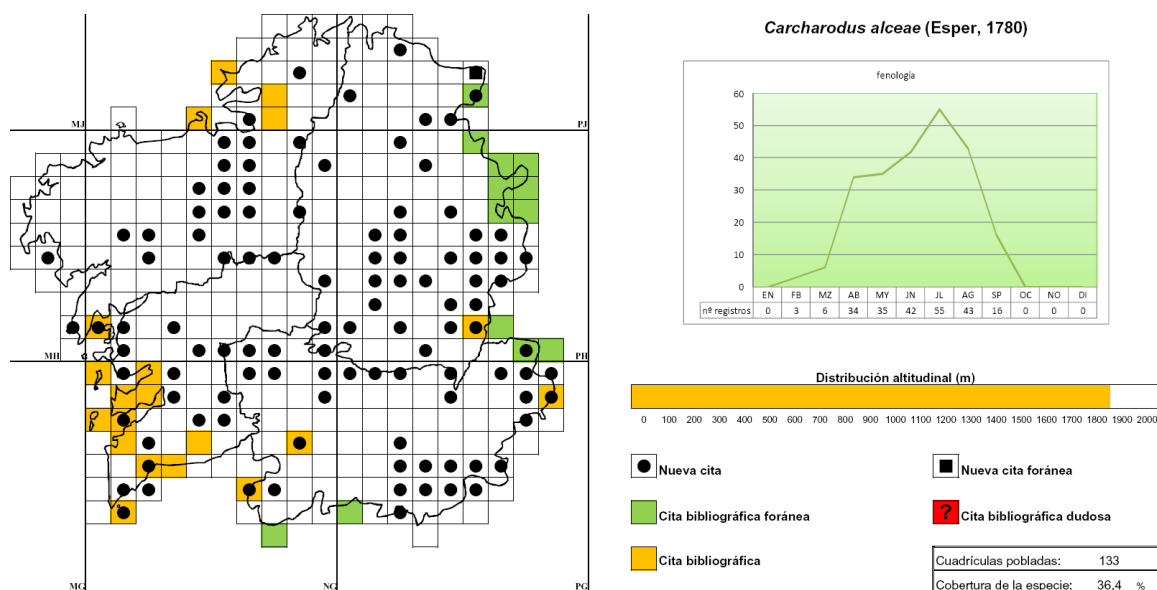 MJ
PJ
MH
PH
MG
NG
PG
Carcharodus alceae (Esper, 1780)
fenología
60
50
40
30
20
10
0
EN FB MZ AB MY JN JL AG SP OC NO DI
nº registros 0 3 6 34 35 42 55 43 16 0 0 0
Distribución altitudinal (m)
0 100 200 300 400 500 600 700 800 900 1000 1100 1200 1300 1400 1500 1600 1700 1800 1900 2000
Nueva cita
Nueva cita foránea
Cita bibliográfica foránea
? Cita bibliográfica dudosa
Cita bibliográfica
Cuadrículas pobladas: 133
Cobertura de la especie: 36,4 %